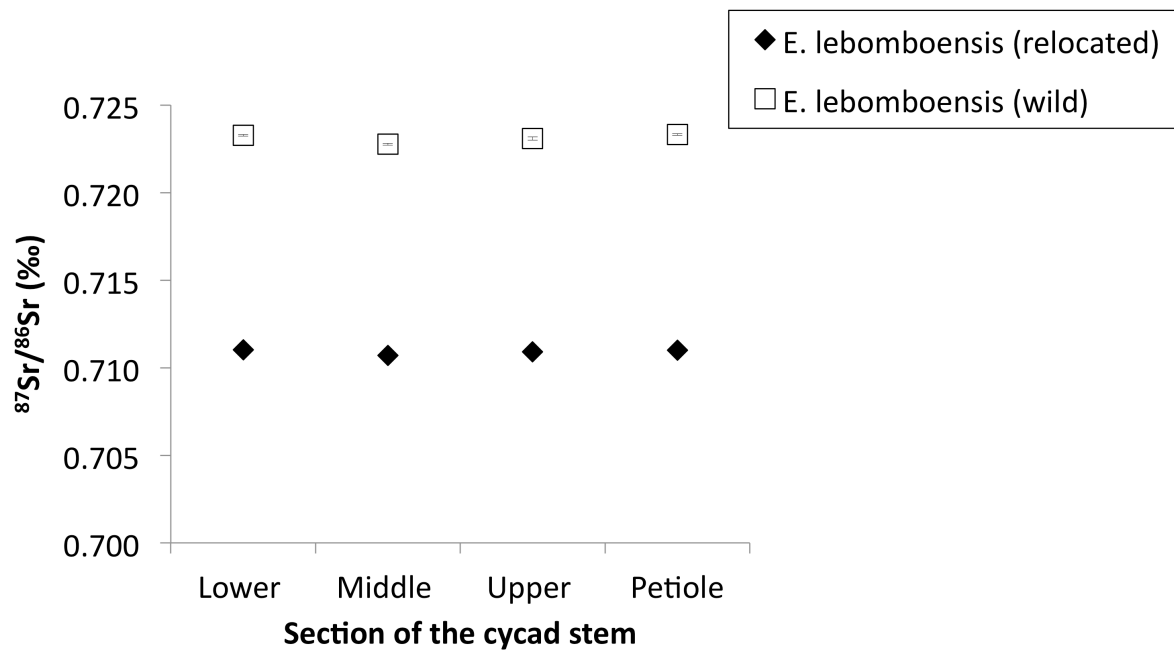 E. lebomboensis (relocated)
E. lebomboensis (wild)
0.725
0.720
0.715
0.710
0.705
0.700
⁸⁷Sr/⁸⁶Sr (‰)
Lower Middle Upper Petiole
Section of the cycad stem